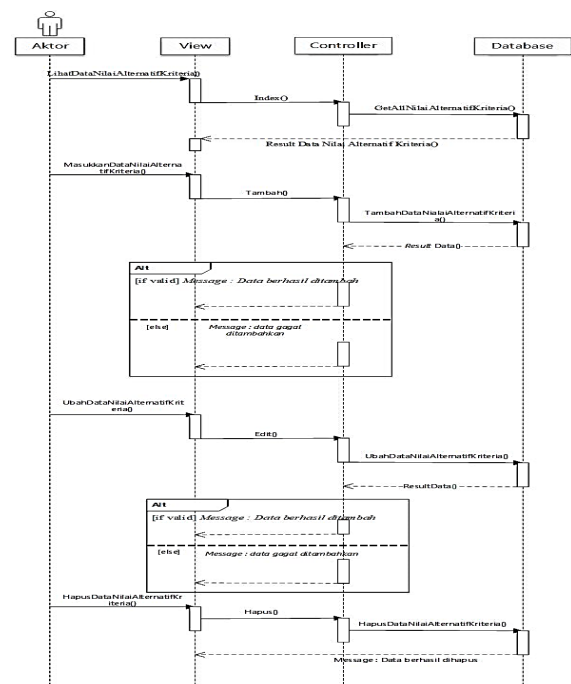 Aktor
View
Controller
Database
LihatDataNilaiAlternatifKriteria()
Index()
GetAllNilaiAlternatifKriteria()
Result Data Nilai Alternatif Kriteria()
MasukkanDataNilaiAlterna
tifKriteria()
Tambah()
TambahDataNialaiAlternatifKriteri
a()
Result Data()
Alt
[if valid] Message : Data berhasil ditambah
[else]
Message : data gagal
ditambahkan
UbahDataNilaiAlternatifKrit
eria()
Edit()
UbahDataNilaiAlternatifKriteria()
ResultData()
Alt
[if valid] Message : Data berhasil ditambah
[else]
Message : data gagal ditambahkan
HapusDataNilaiAlternatifKr
iteria()
Hapus()
HapusDataNilaiAlternatifKriteria()
Message : Data berhasil dihapus